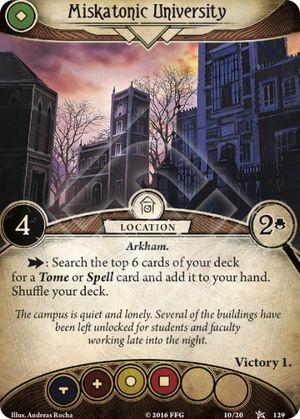 Miskatonic University
4
LOCATION
2
Arkham.
: Search the top 6 cards of your deck
for a Tome or Spell card and add it to your hand.
Shuffle your deck.
The campus is quiet and lonely. Several of the buildings have
been left unlocked for students and faculty
working late into the night.
Victory 1.
Illus. Andreas Rocha
© 2016 FFG
10/20
129